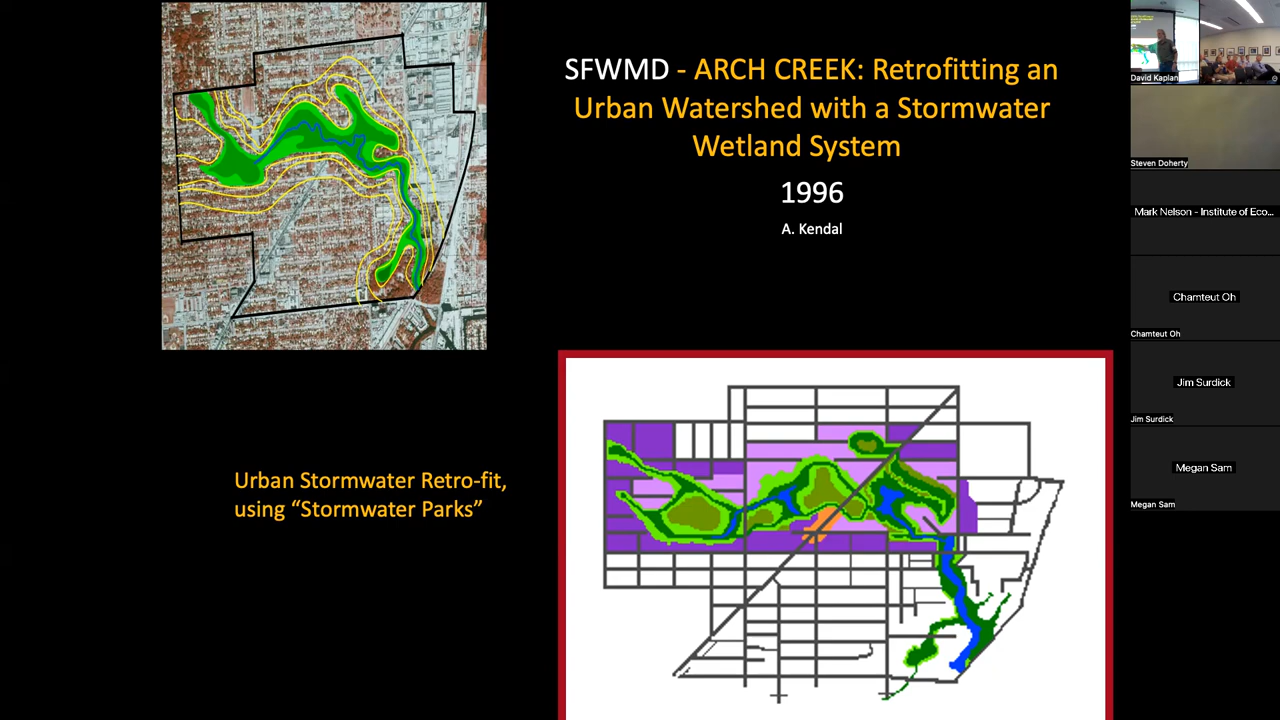 SFWMD - ARCH CREEK: Retrofitting an
Urban Watershed with a Stormwater
Wetland System
1996
A. Kendal
Urban Stormwater Retro-fit,
using “Stormwater Parks”
David Kaplan
Steven Doherty
Mark Nelson - Institute of Eco...
Chamteut Oh
Chamteut Oh
Jim Surdick
Jim Surdick
Megan Sam
Megan Sam